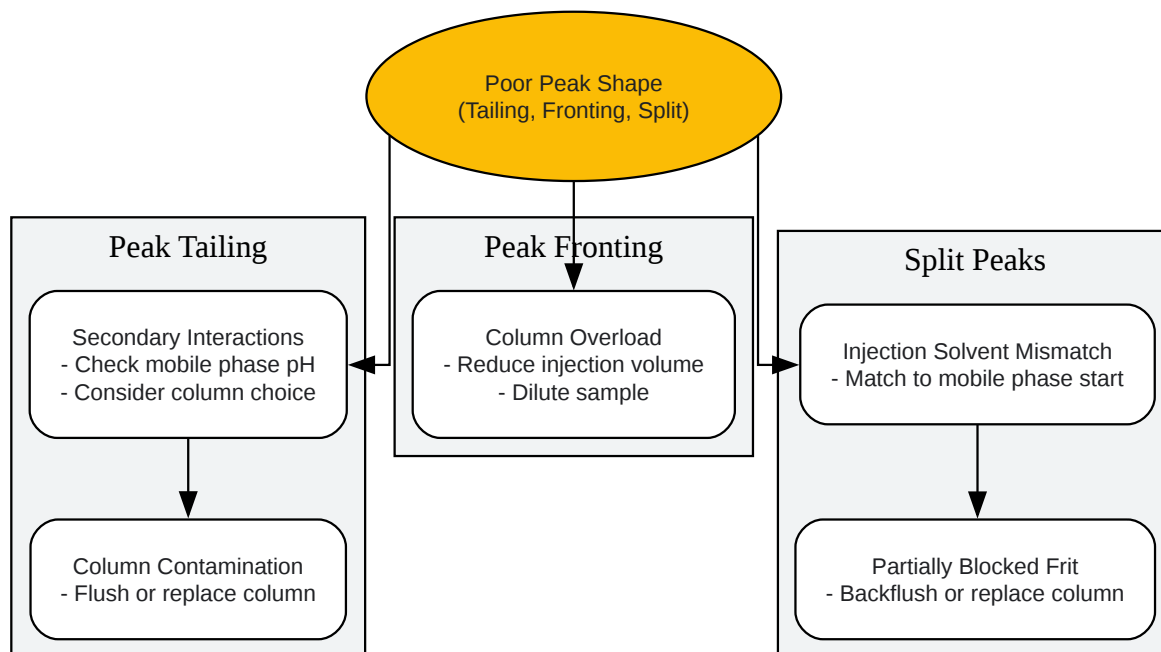 Poor Peak Shape
(Tailing, Fronting, Split)
Peak Tailing
Secondary Interactions
- Check mobile phase pH
- Consider column choice
Column Contamination
- Flush or replace column
Peak Fronting
Column Overload
- Reduce injection volume
- Dilute sample
Split Peaks
Injection Solvent Mismatch
- Match to mobile phase start
Partially Blocked Frit
- Backflush or replace column